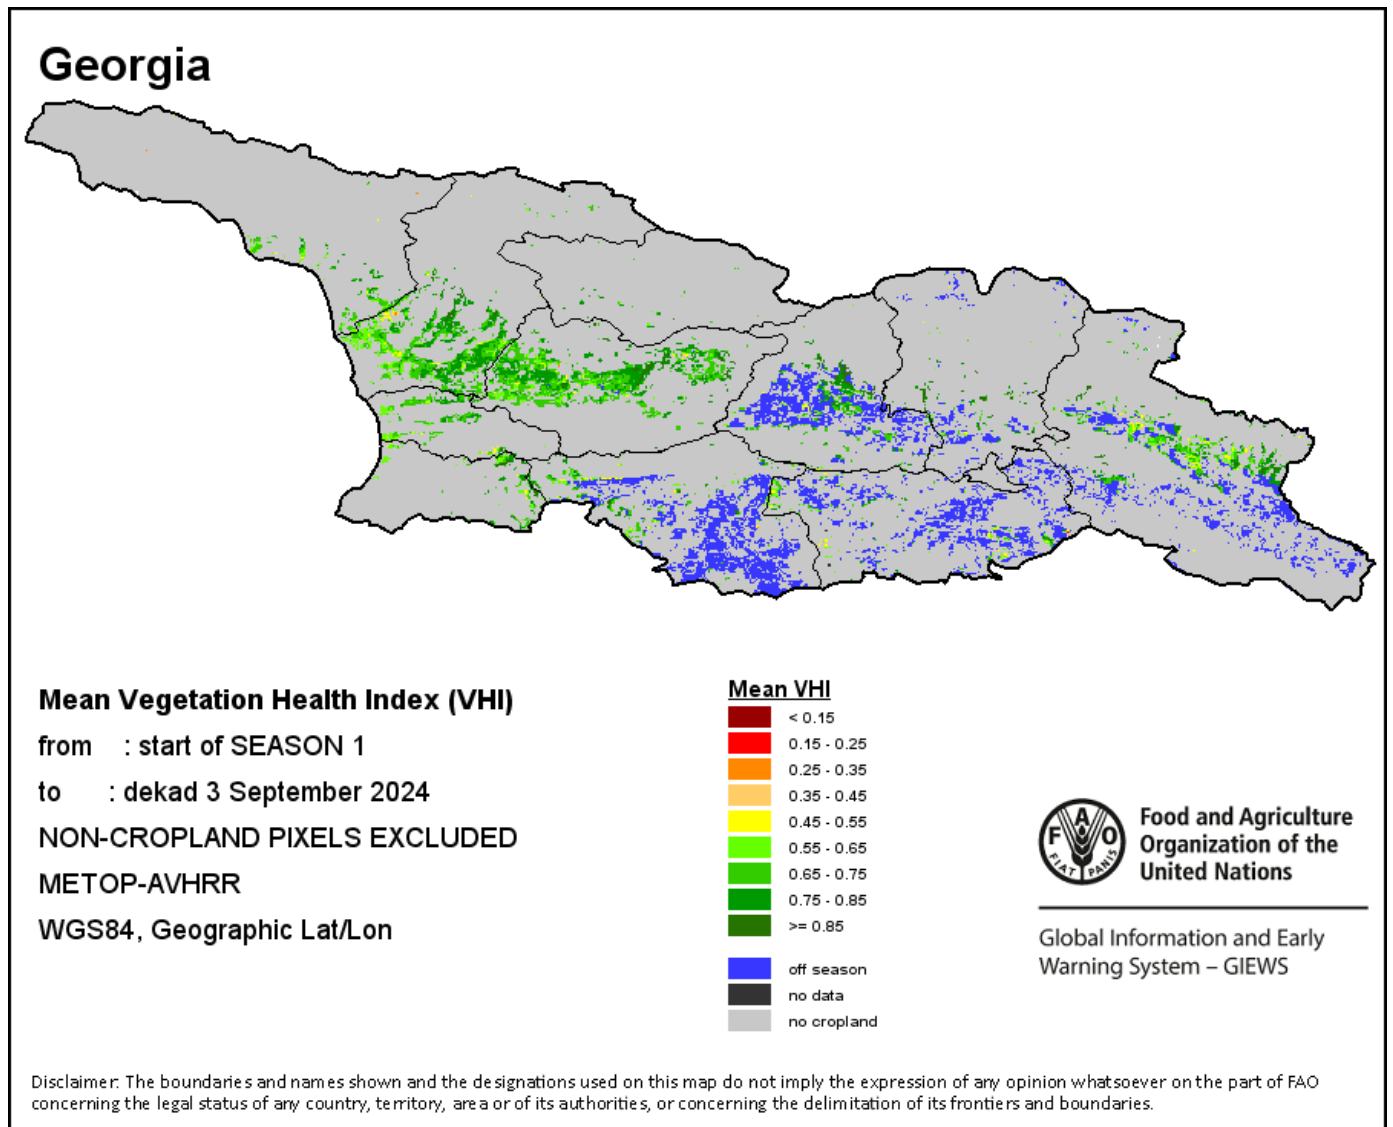 Georgia
Mean Vegetation Health Index (VHI)
from : start of SEASON 1
to : dekad 3 September 2024
NON-CROPLAND PIXELS EXCLUDED
METOP-AVHRR
WGS84, Geographic Lat/Lon
Mean VHI
< 0.15
0.15 - 0.25
0.25 - 0.35
0.35 - 0.45
0.45 - 0.55
0.55 - 0.65
0.65 - 0.75
0.75 - 0.85
>= 0.85
off season
no data
no cropland
F A O
FIAT PANIS
Food and Agriculture
Organization of the
United Nations
Global Information and Early
Warning System – GIEWS
Disclaimer: The boundaries and names shown and the designations used on this map do not imply the expression of any opinion whatsoever on the part of FAO
concerning the legal status of any country, territory, area or of its authorities, or concerning the delimitation of its frontiers and boundaries.